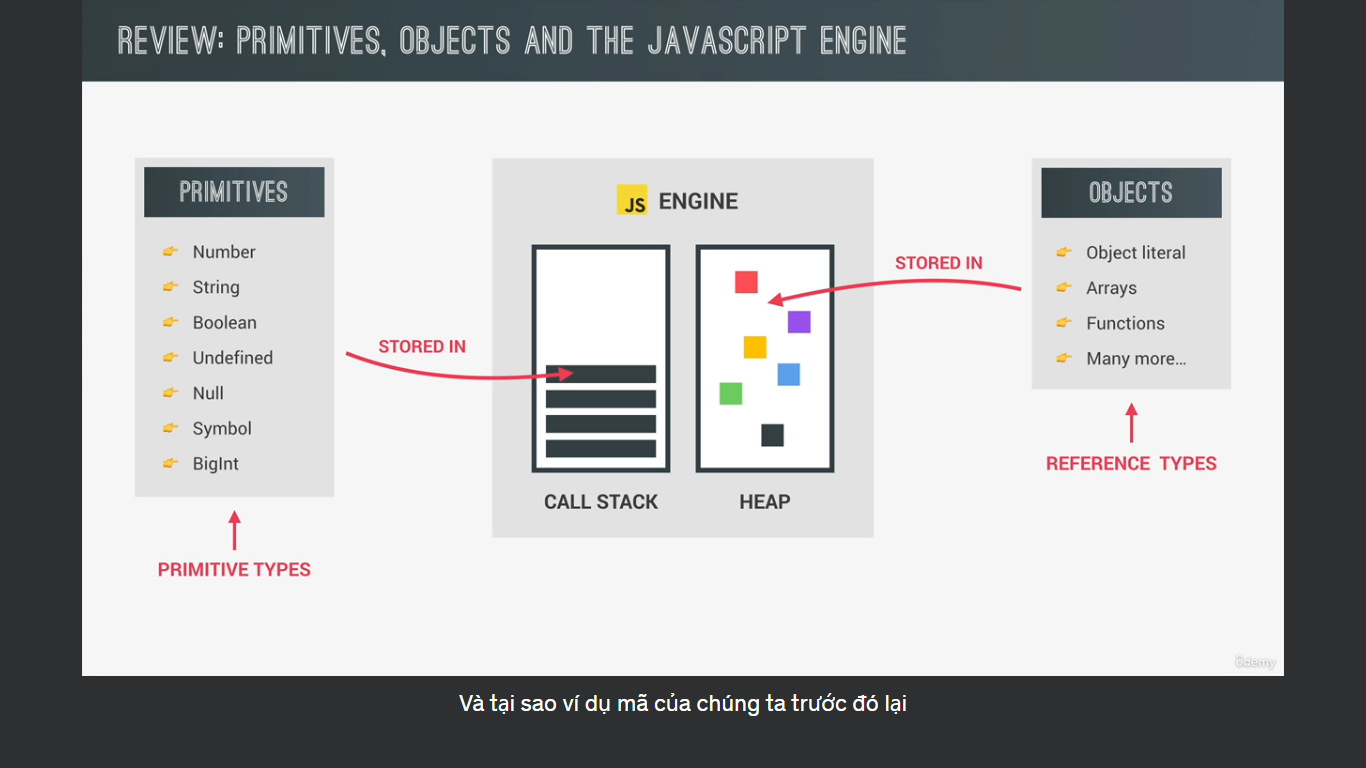 REVIEW: PRIMITIVES, OBJECTS AND THE JAVASCRIPT ENGINE
PRIMITIVES
Number
String
Boolean
Undefined
Null
Symbol
BigInt
PRIMITIVE TYPES
STORED IN
JS ENGINE
CALL STACK
HEAP
STORED IN
OBJECTS
Object literal
Arrays
Functions
Many more...
REFERENCE TYPES
Udemy
Và tại sao ví dụ mã của chúng ta trước đó lại